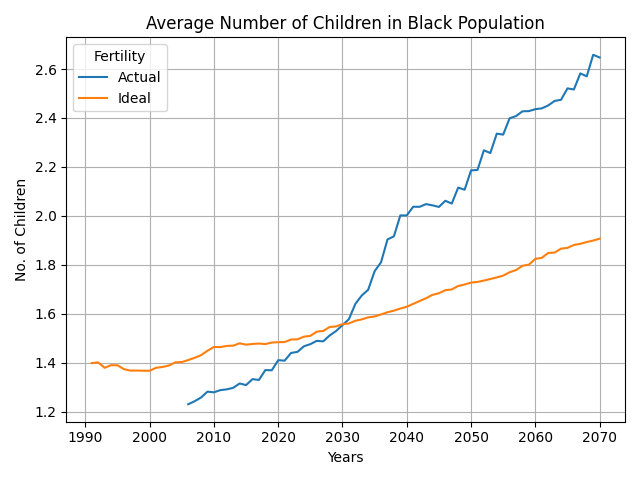 Average Number of Children in Black Population
Fertility
Actual
Ideal
No. of Children
2.6
2.4
2.2
2.0
1.8
1.6
1.4
1.2
1990 2000 2010 2020 2030 2040 2050 2060 2070
Years